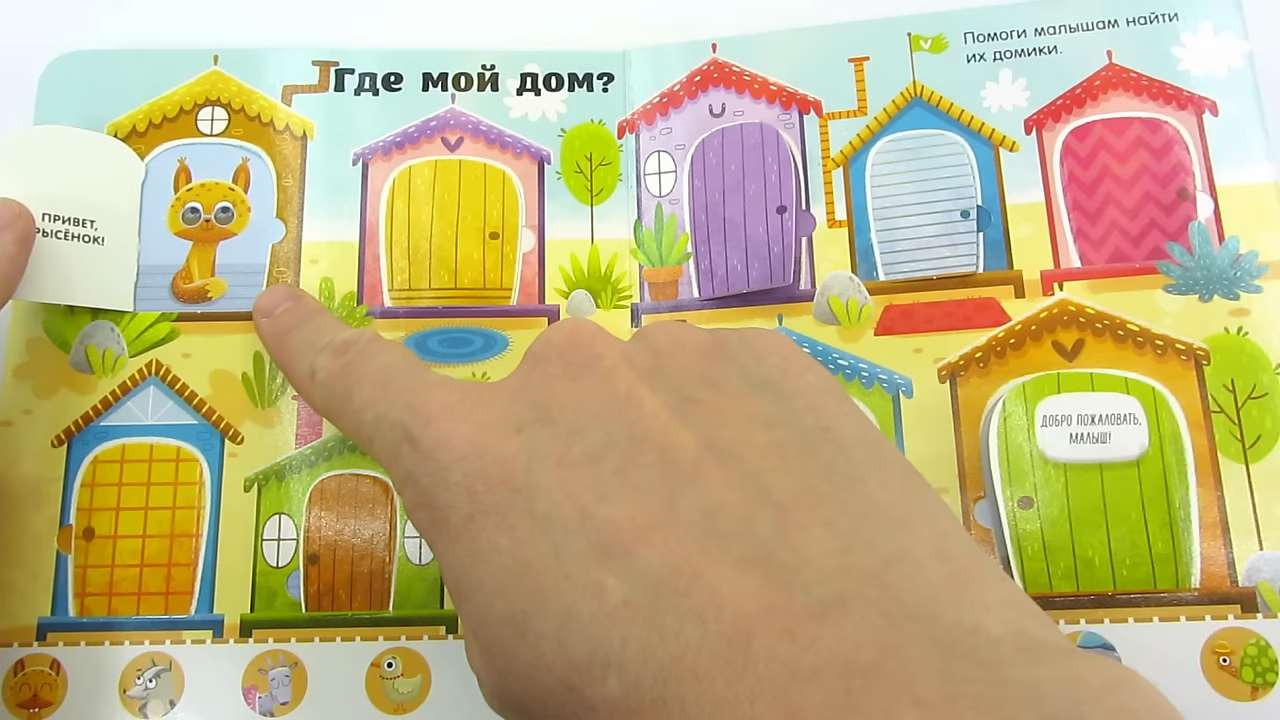 Где мой дом?
Помоги малышам найти
их домики.
ПРИВЕТ,
РЫСЁНОК!
ДОБРО ПОЖАЛОВАТЬ,
МАЛЫШ!